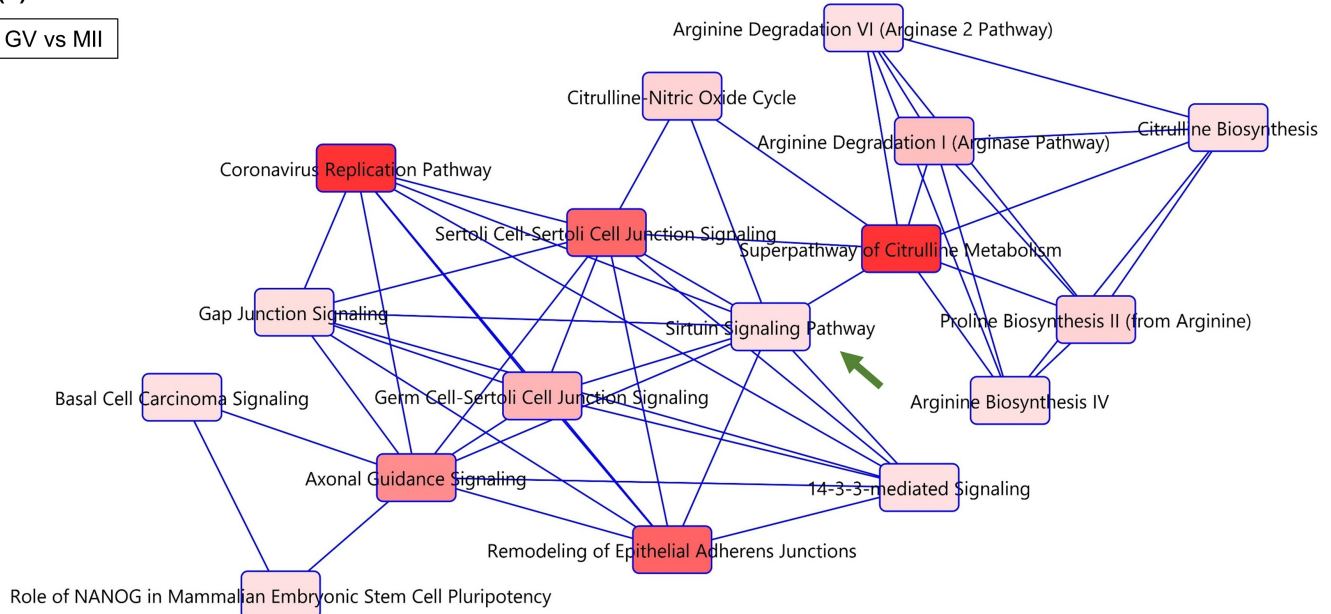 GV vs MII
Arginine Degradation VI (Arginase 2 Pathway)
Citrulline-Nitric Oxide Cycle
Citrulline Biosynthesis
Arginine Degradation I (Arginase Pathway)
Coronavirus Replication Pathway
Sertoli Cell-Sertoli Cell Junction Signaling
Superpathway of Citrulline Metabolism
Gap Junction Signaling
Sirtuin Signaling Pathway
Proline Biosynthesis II (from Arginine)
Basal Cell Carcinoma Signaling
Germ Cell-Sertoli Cell Junction Signaling
Arginine Biosynthesis IV
Axonal Guidance Signaling
14-3-3-mediated Signaling
Remodeling of Epithelial Adherens Junctions
Role of NANOG in Mammalian Embryonic Stem Cell Pluripotency